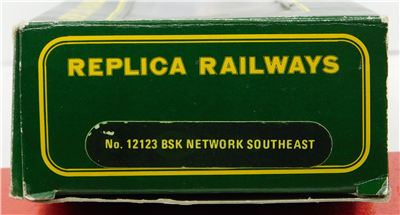 REPLICA RAILWAYS
No. 12123 BSK NETWORK SOUTHEAST